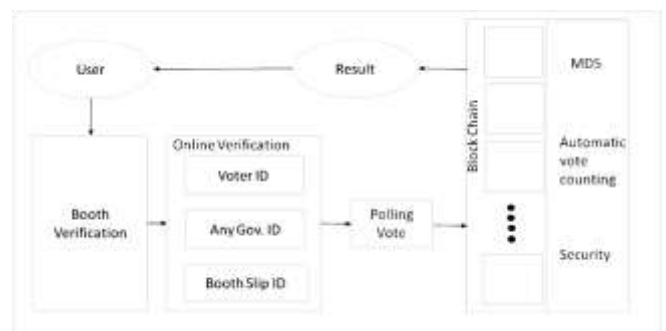 User
Result
MD5
Block Chain
Online Verification
Voter ID
Automatic
vote
counting
Booth
Verification
Any Gov. ID
Polling
Vote
Booth Slip ID
Security